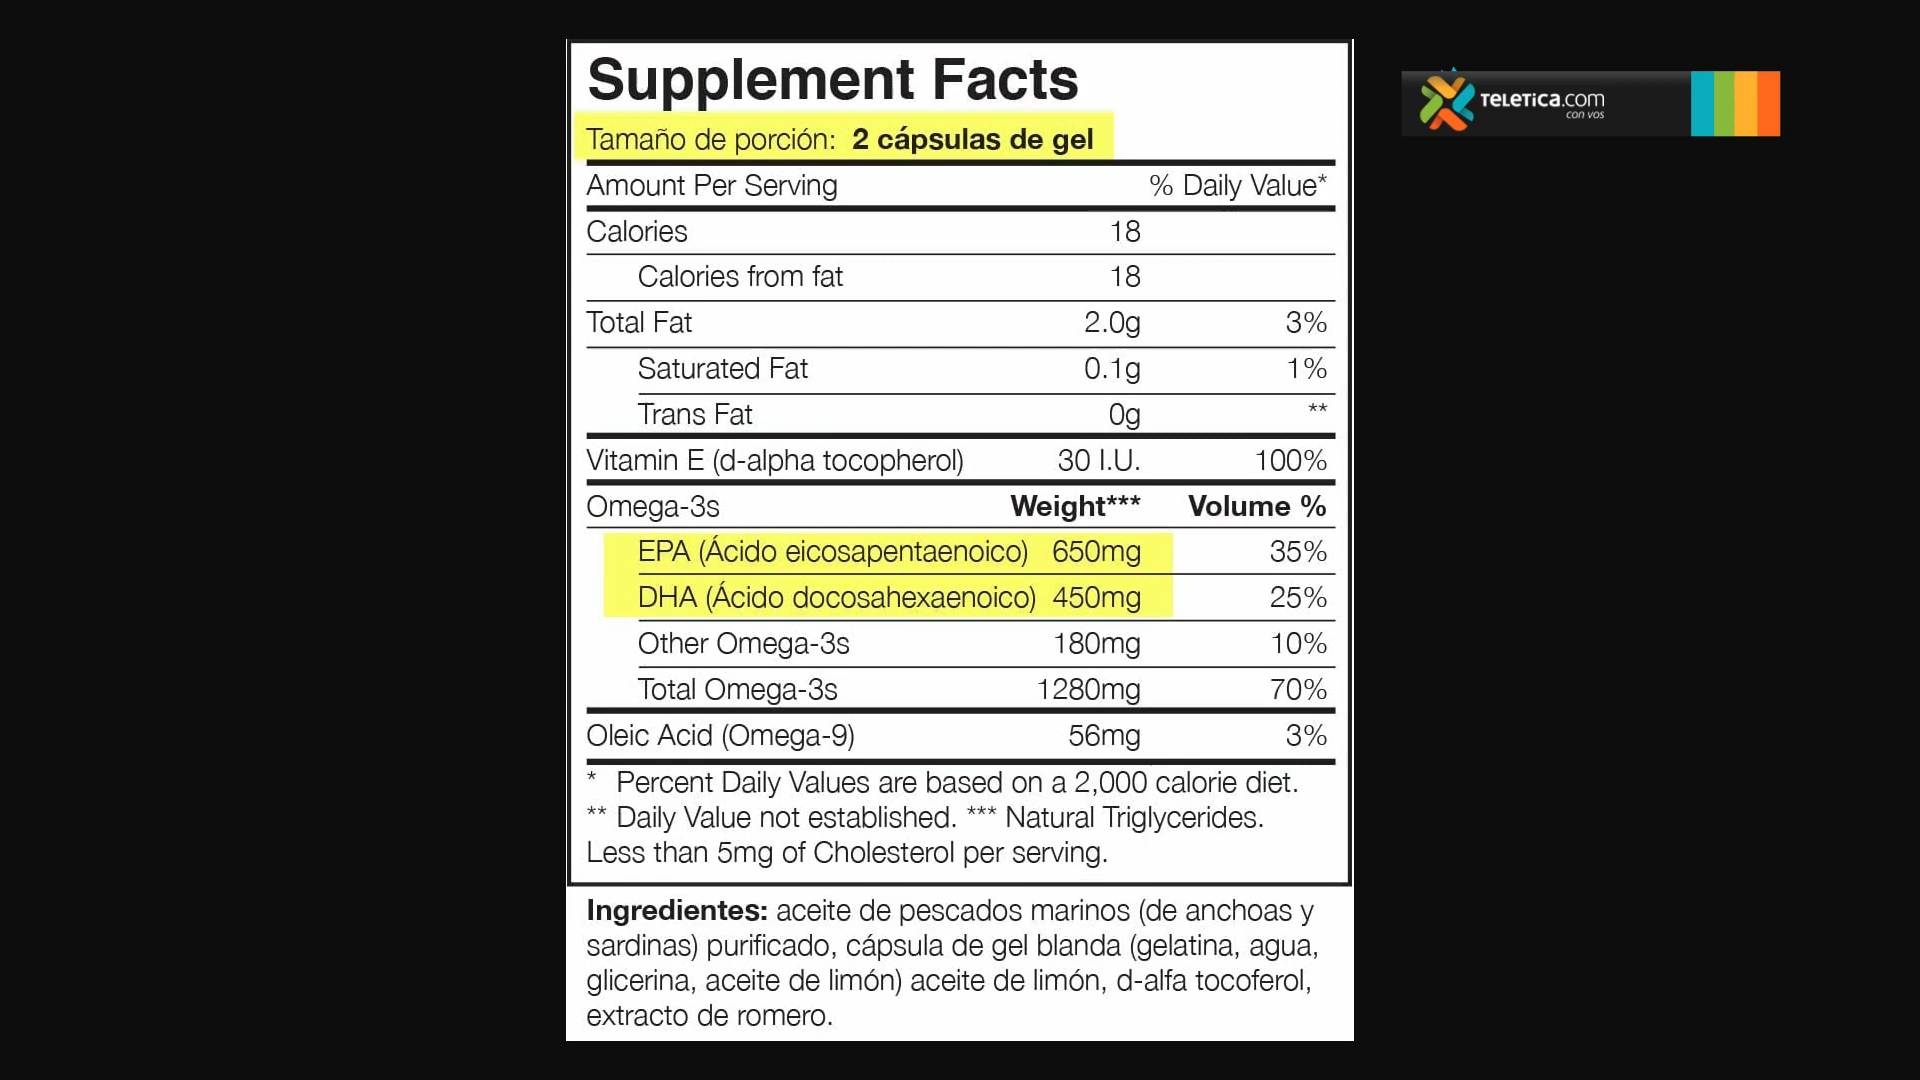 Supplement Facts
Tamaño de porción: 2 cápsulas de gel
Amount Per Serving % Daily Value*
Calories 18
Calories from fat 18
Total Fat 2.0g 3%
Saturated Fat 0.1g 1%
Trans Fat 0g **
Vitamin E (d-alpha tocopherol) 30 I.U. 100%
Omega-3s Weight*** Volume %
EPA (Ácido eicosapentaenoico) 650mg 35%
DHA (Ácido docosahexaenoico) 450mg 25%
Other Omega-3s 180mg 10%
Total Omega-3s 1280mg 70%
Oleic Acid (Omega-9) 56mg 3%
* Percent Daily Values are based on a 2,000 calorie diet.
** Daily Value not established. *** Natural Triglycerides.
Less than 5mg of Cholesterol per serving.
Ingredientes: aceite de pescados marinos (de anchoas y
sardinas) purificado, cápsula de gel blanda (gelatina, agua,
glicerina, aceite de limón) aceite de limón, d-alfa tocoferol,
extracto de romero.
TELETICA.COM
con vos